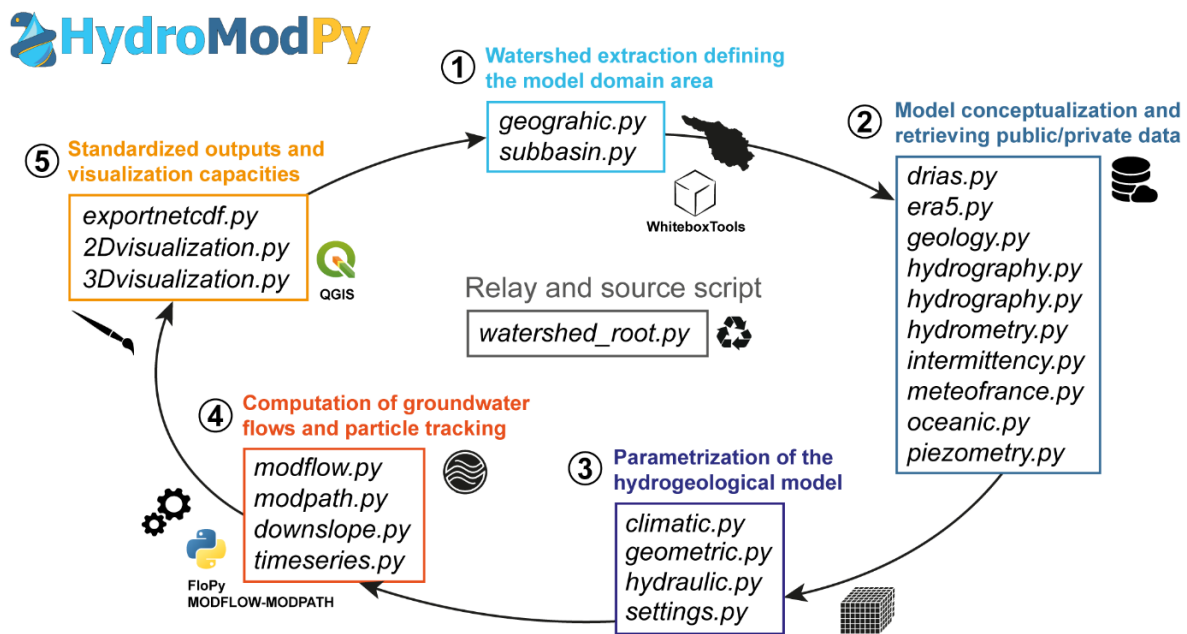 HydroModPy
1
Watershed extraction defining
the model domain area
geograhic.py
subbasin.py
WhiteboxTools
2
Model conceptualization and
retrieving public/private data
drias.py
era5.py
geology.py
hydrography.py
hydrography.py
hydrometry.py
intermittency.py
meteofrance.py
oceanic.py
piezometry.py
3
Parametrization of the
hydrogeological model
climatic.py
geometric.py
hydraulic.py
settings.py
4
Computation of groundwater
flows and particle tracking
modflow.py
modpath.py
downslope.py
timeseries.py
FloPy
MODFLOW-MODPATH
5
Standardized outputs and
visualization capacities
exportnetcdf.py
2Dvisualization.py
3Dvisualization.py
QGIS
Relay and source script
watershed_root.py